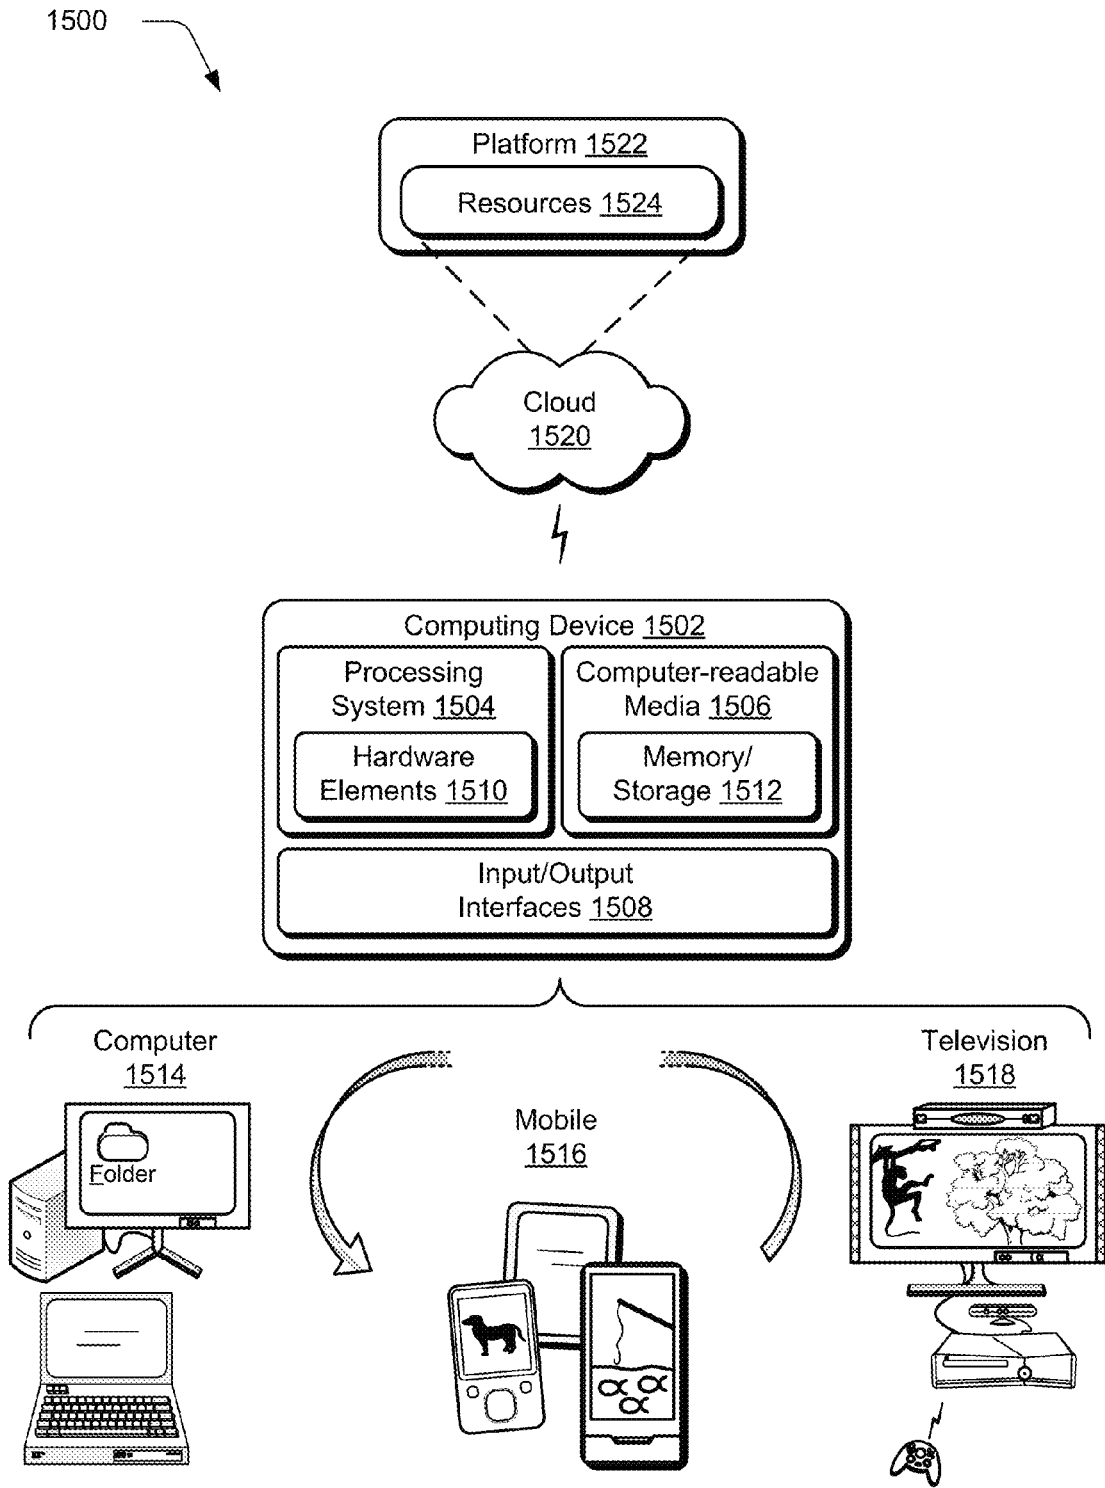 1500
Platform 1522
Resources 1524
Cloud
1520
Computing Device 1502
Processing
System 1504
Hardware
Elements 1510
Computer-readable
Media 1506
Memory/
Storage 1512
Input/Output
Interfaces 1508
Computer
1514
Folder
Mobile
1516
Television
1518